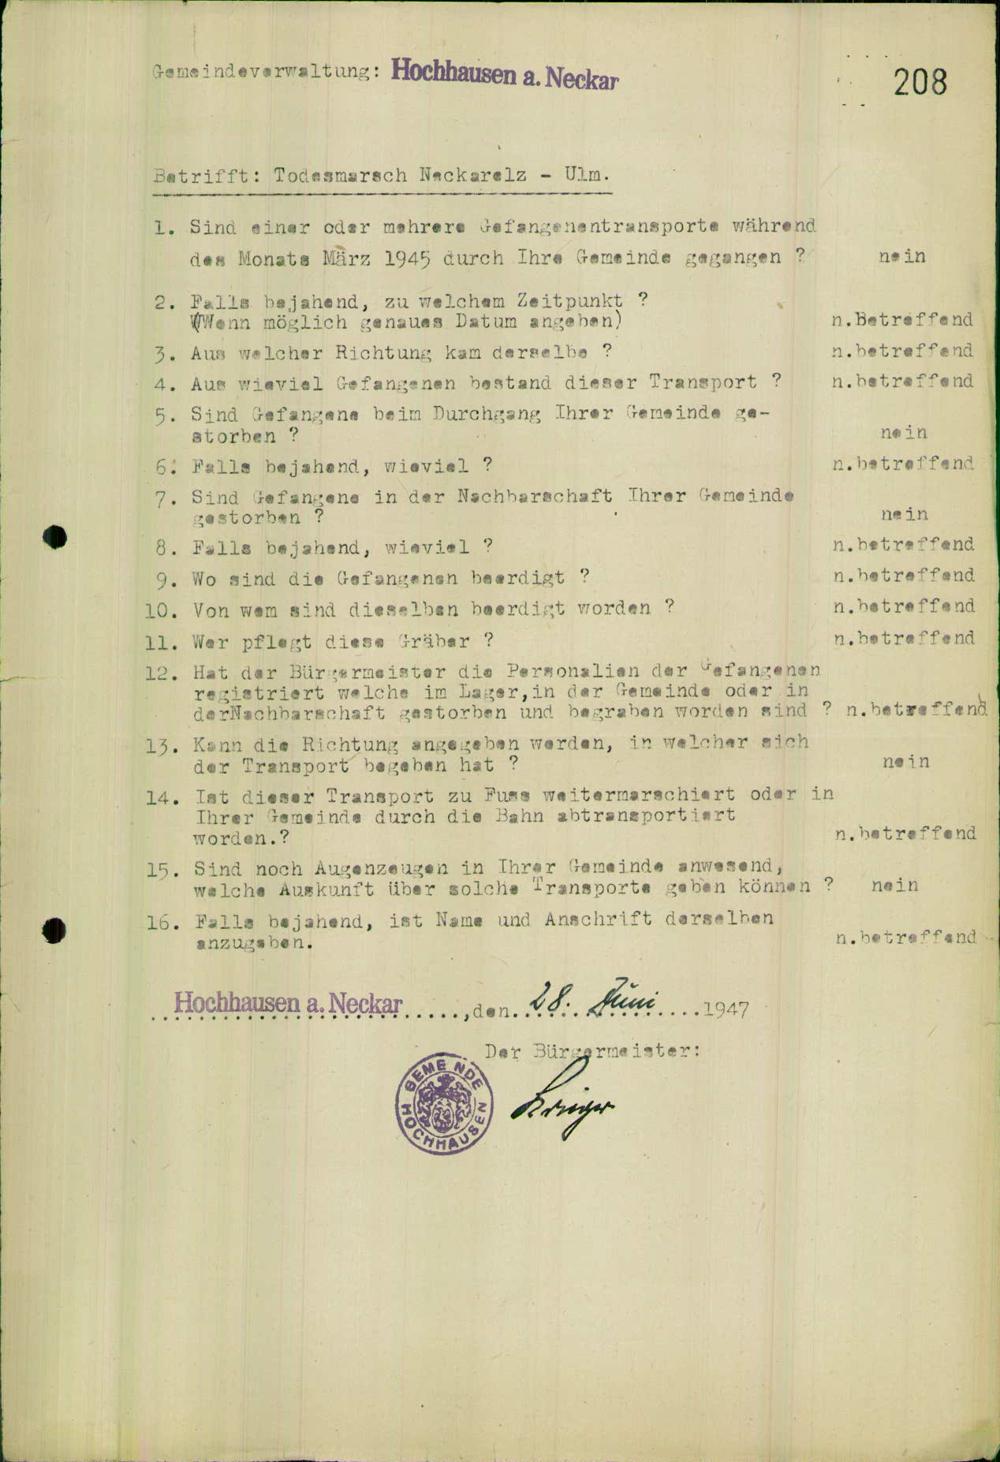 Gemeindeverwaltung: Hochhausen a. Neckar
208
Betrifft: Todesmarsch Neckarelz - Ulm.
1. Sind einer oder mehrere Gefangenentransporte während
des Monats März 1945 durch Ihre Gemeinde gegangen ? nein
2. Falls bejahend, zu welchem Zeitpunkt ?
(Wenn möglich genaues Datum angeben) n.Betreffend
3. Aus welcher Richtung kam derselbe ? n.betreffend
4. Aus wieviel Gefangenen bestand dieser Transport ? n.betreffend
5. Sind Gefangene beim Durchgang Ihrer Gemeinde ge-
storben ? nein
6. Falls bejahend, wieviel ? n.betreffend
7. Sind Gefangene in der Nachbarschaft Ihrer Gemeinde
gestorben ? nein
8. Falls bejahend, wieviel ? n.betreffend
9. Wo sind die Gefangenen beerdigt ? n.betreffend
10. Von wem sind dieselben beerdigt worden ? n.betreffend
11. Wer pflegt diese Gräber ? n.betreffend
12. Hat der Bürgermeister die Personalien der Gefangenen
registriert welche im Lager,in der Gemeinde oder in
derNachbarschaft gestorben und begraben worden sind ? n.betreffend
13. Kann die Richtung angegeben werden, in welcher sich
der Transport begeben hat ? nein
14. Ist dieser Transport zu Fuss weitermarschiert oder in
Ihrer Gemeinde durch die Bahn abtransportiert
worden.? n.betreffend
15. Sind noch Augenzeugen in Ihrer Gemeinde anwesend,
welche Auskunft über solche Transporte geben können ? nein
16. Falls bejahend, ist Name und Anschrift derselben
anzugeben. n.betreffend
Hochhausen a. Neckar.....,den..28. Juni....1947
Der Bürgermeister:
GEMEINDE HOCHHAUSEN
Krieger